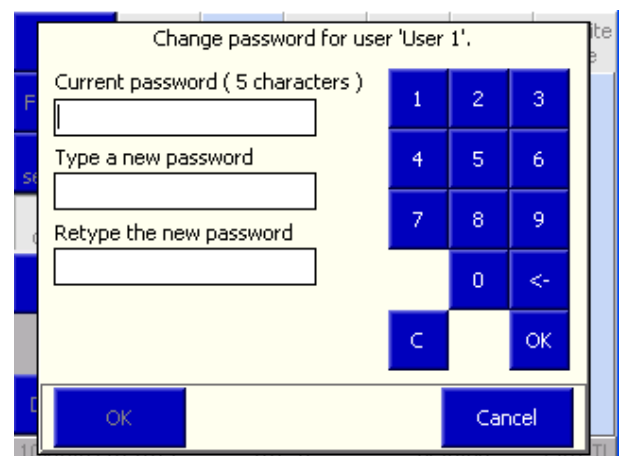 Change password for user 'User 1'.
Current password ( 5 characters )
Type a new password
Retype the new password
1 2 3
4 5 6
7 8 9
0 <-
C OK
OK Cancel